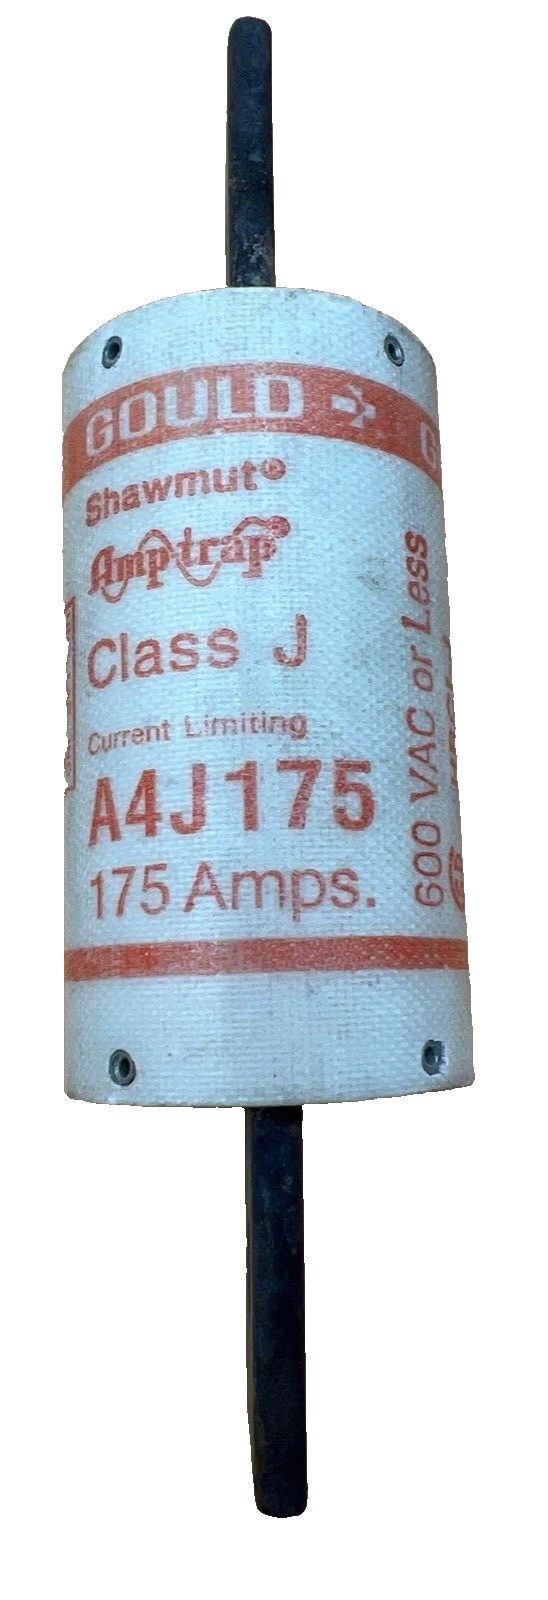 GOULD
Shawmut®
Amp-trap®
Class J
Current Limiting
A4J175
175 Amps.
600 VAC or Less